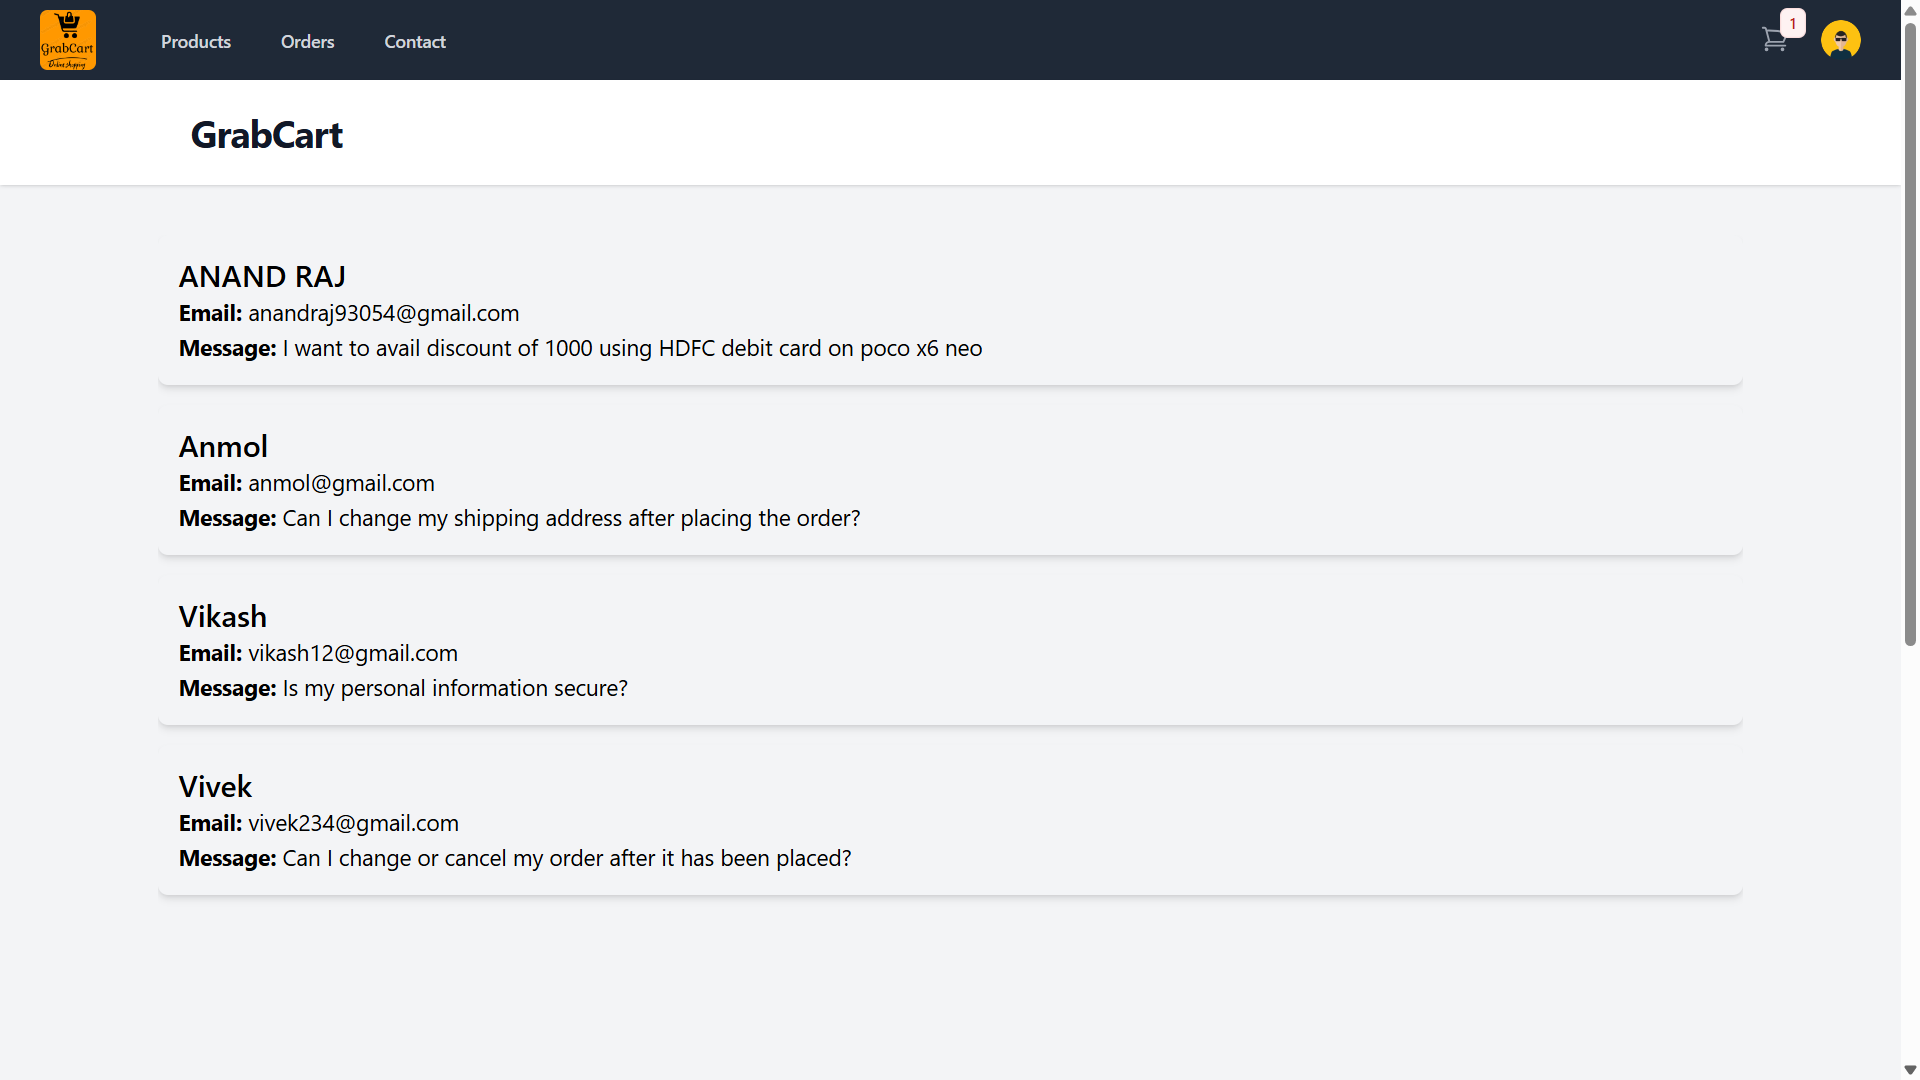 GrabCart
Online shopping
Products
Orders
Contact
1
GrabCart
ANAND RAJ
Email: anandraj93054@gmail.com
Message: I want to avail discount of 1000 using HDFC debit card on poco x6 neo
Anmol
Email: anmol@gmail.com
Message: Can I change my shipping address after placing the order?
Vikash
Email: vikash12@gmail.com
Message: Is my personal information secure?
Vivek
Email: vivek234@gmail.com
Message: Can I change or cancel my order after it has been placed?